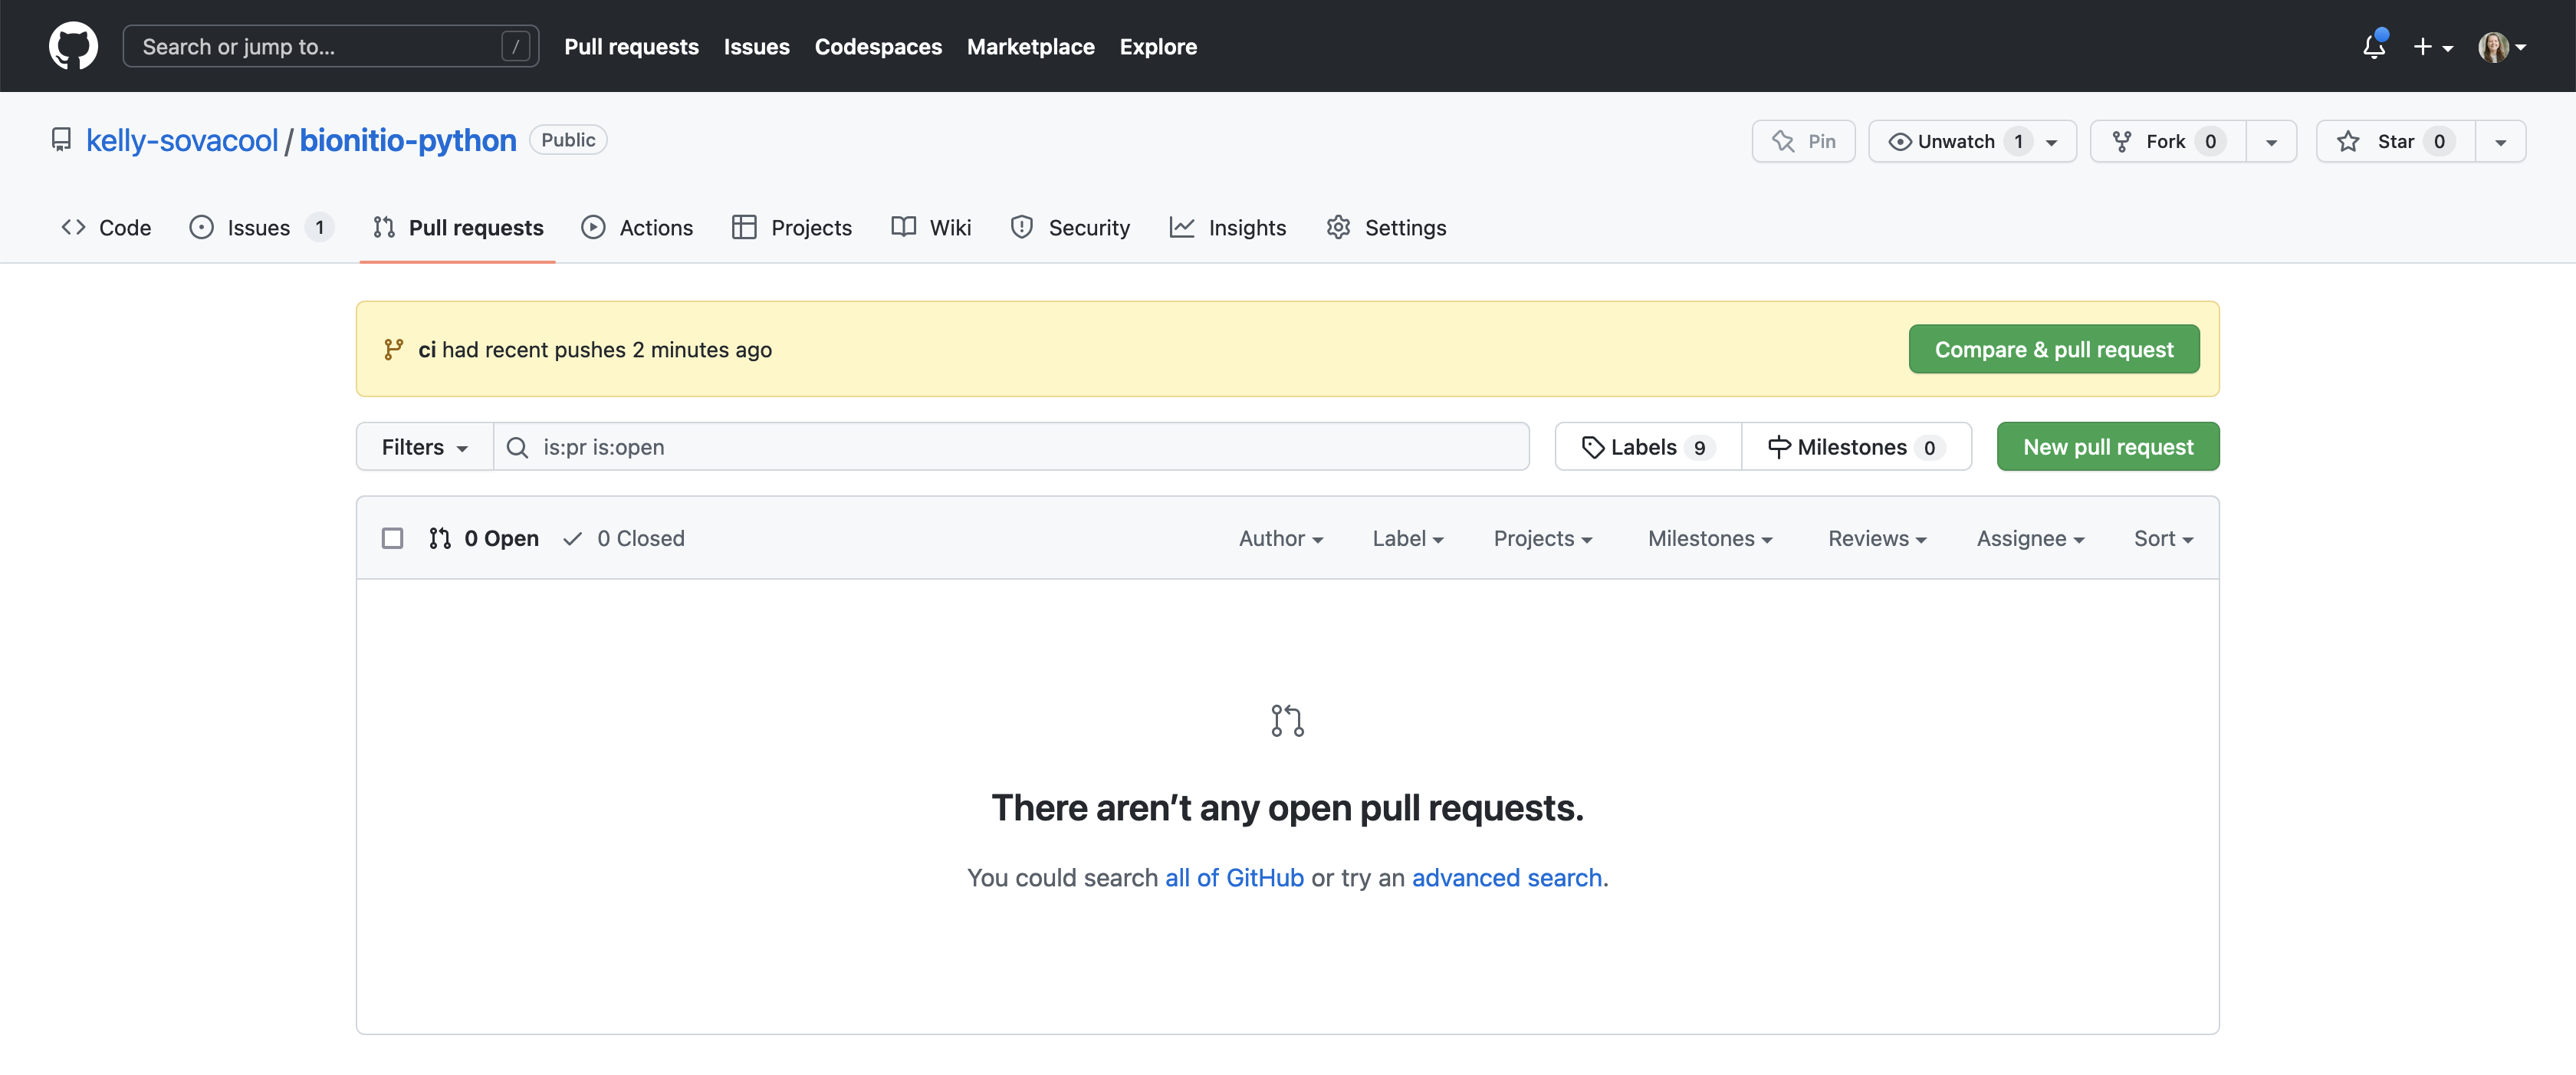 Search or jump to... / Pull requests Issues Codespaces Marketplace Explore
kelly-sovacool / bionitio-python Public Pin Unwatch 1 Fork 0 Star 0
Code Issues 1 Pull requests Actions Projects Wiki Security Insights Settings
ci had recent pushes 2 minutes ago Compare & pull request
Filters is:pr is:open Labels 9 Milestones 0 New pull request
0 Open 0 Closed Author Label Projects Milestones Reviews Assignee Sort
There aren’t any open pull requests.
You could search all of GitHub or try an advanced search.